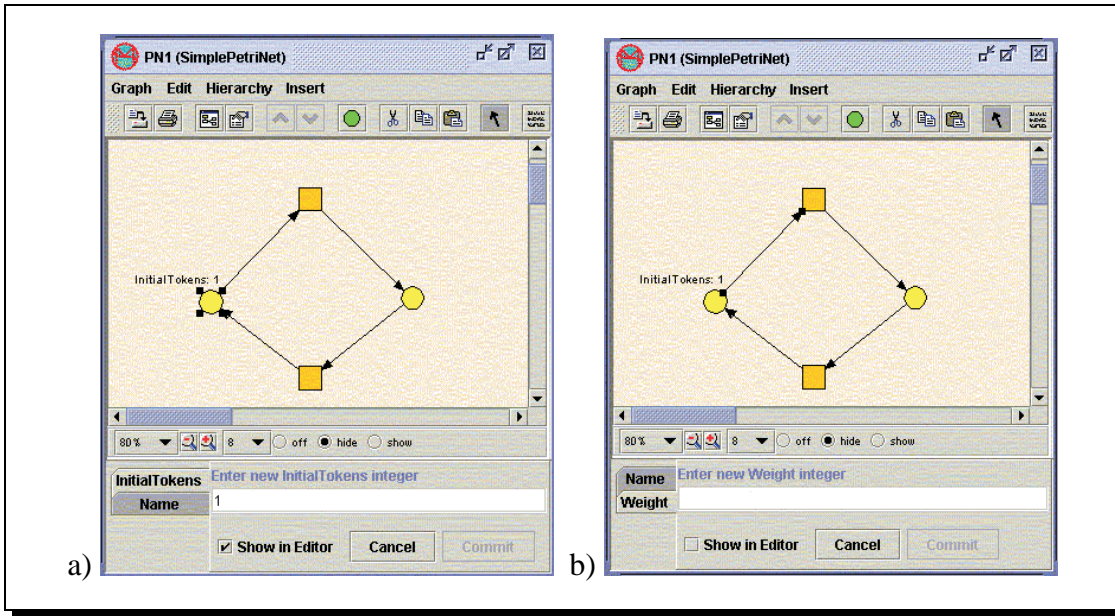 PN1 (SimplePetriNet)
Graph Edit Hierarchy Insert
InitialTokens: 1
80% 8 off hide show
InitialTokens
Name
Enter new InitialTokens integer
1
Show in Editor Cancel Commit
a)
PN1 (SimplePetriNet)
Graph Edit Hierarchy Insert
InitialTokens: 1
80% 8 off hide show
Name
Weight
Enter new Weight integer
Show in Editor Cancel Commit
b)